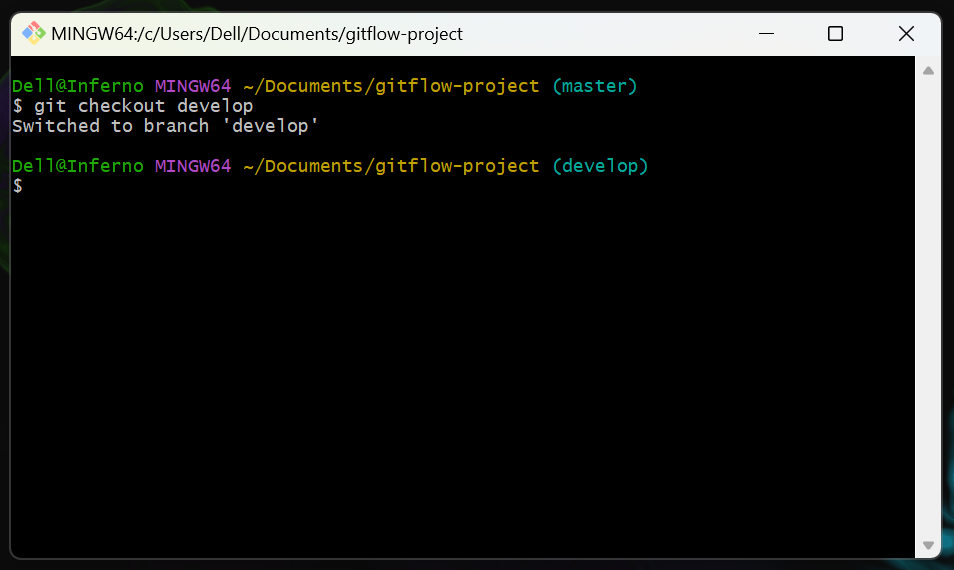 MINGW64:/c/Users/Dell/Documents/gitflow-project
Dell@Inferno MINGW64 ~/Documents/gitflow-project (master)
$ git checkout develop
Switched to branch 'develop'
Dell@Inferno MINGW64 ~/Documents/gitflow-project (develop)
$